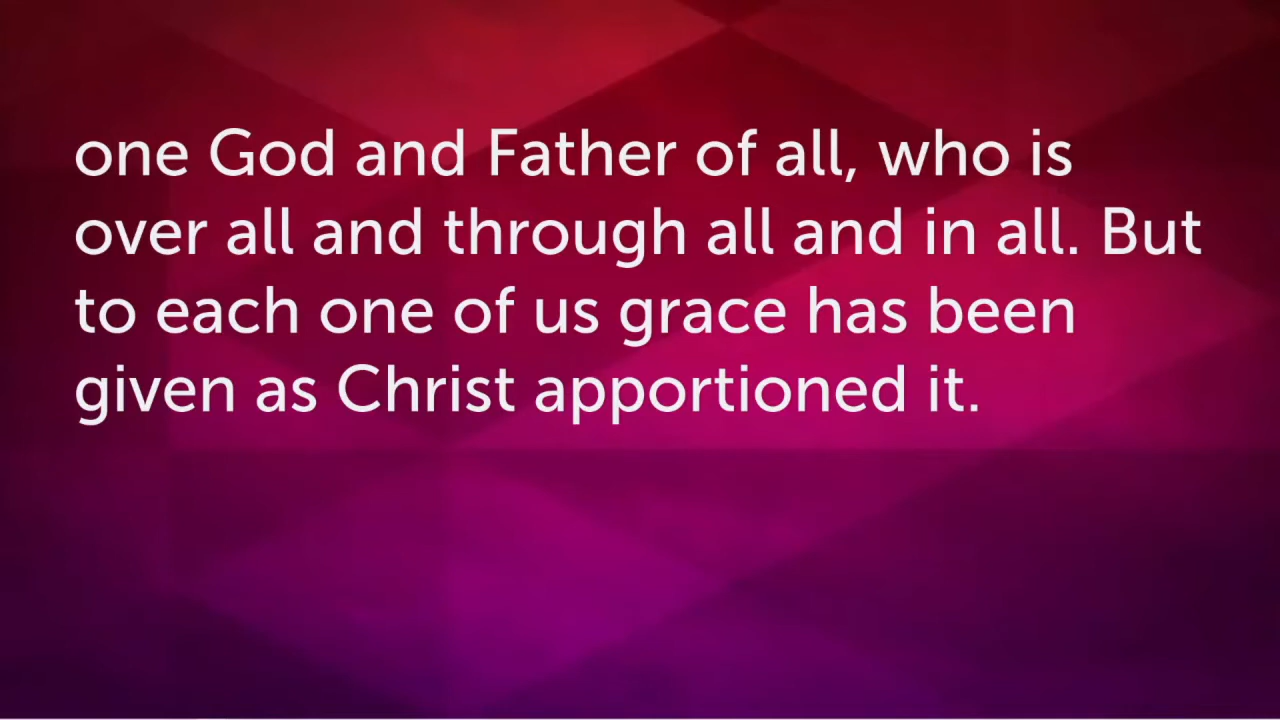 one God and Father of all, who is
over all and through all and in all. But
to each one of us grace has been
given as Christ apportioned it.